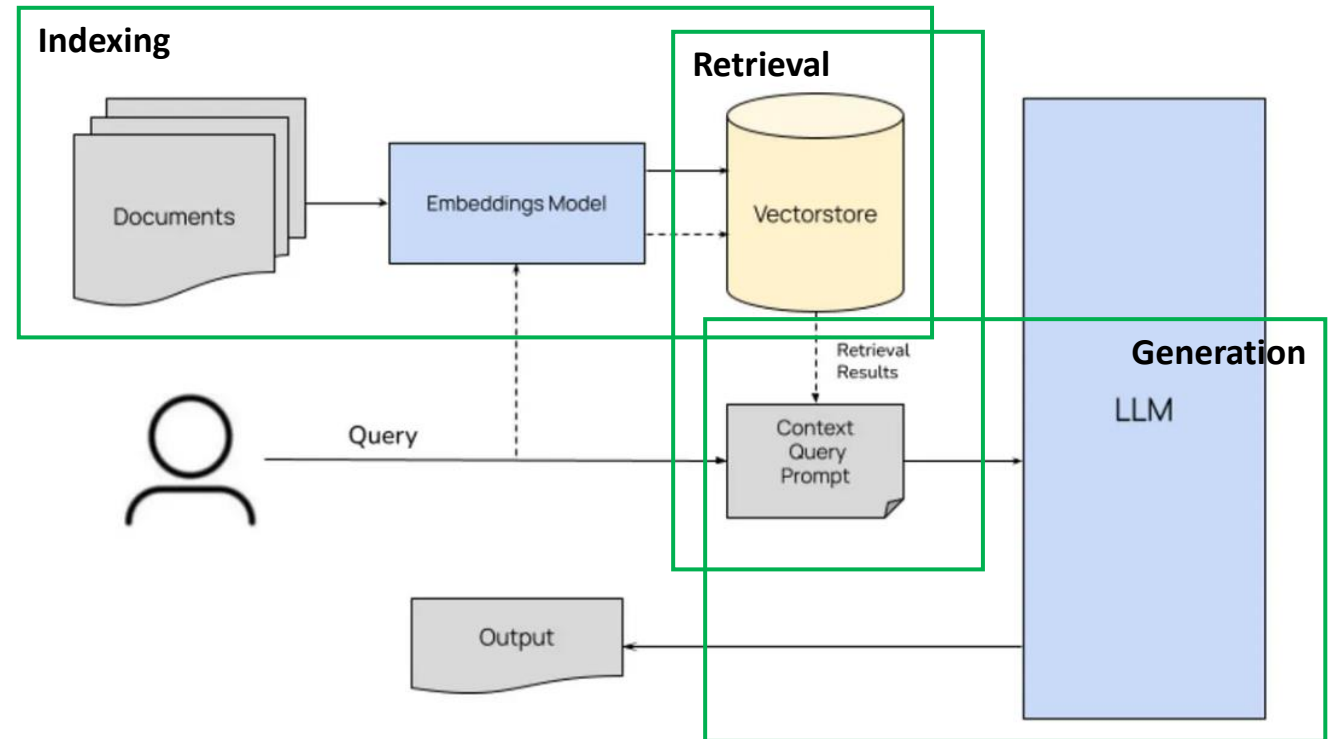 Indexing
Retrieval
Documents
Embeddings Model
Vectorstore
Retrieval
Results
Generation
Query
Context
Query
Prompt
LLM
Output